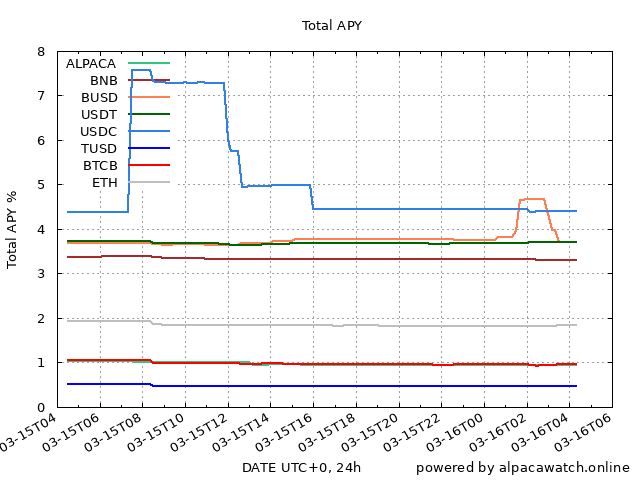 Total APY
Total APY %
8
7
6
5
4
3
2
1
0
ALPACA
BNB
BUSD
USDT
USDC
TUSD
BTCB
ETH
03-15T04
03-15T06
03-15T08
03-15T10
03-15T12
03-15T14
03-15T16
03-15T18
03-15T20
03-15T22
03-16T00
03-16T02
03-16T04
03-16T06
DATE UTC+0, 24h
powered by alpacawatch.online